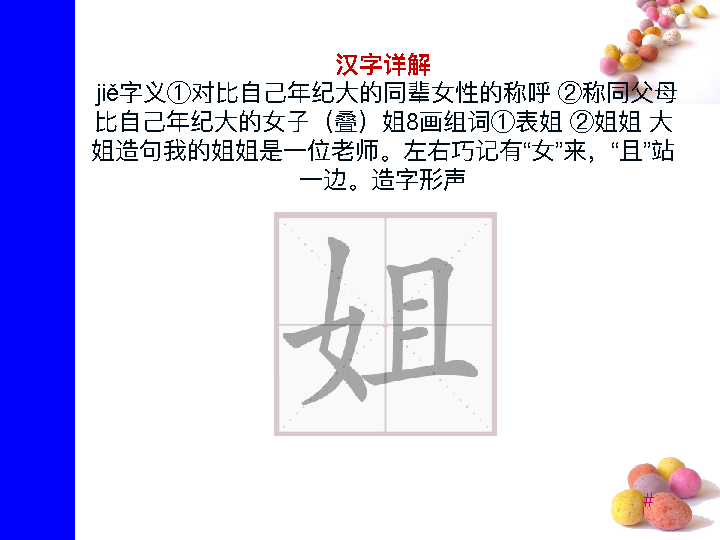 汉字详解
jiě字义①对比自己年纪大的同辈女性的称呼 ②称同父母
比自己年纪大的女子（叠）姐8画组词①表姐 ②姐姐 大
姐造句我的姐姐是一位老师。左右巧记有“女”来，“且”站
一边。造字形声
姐
#